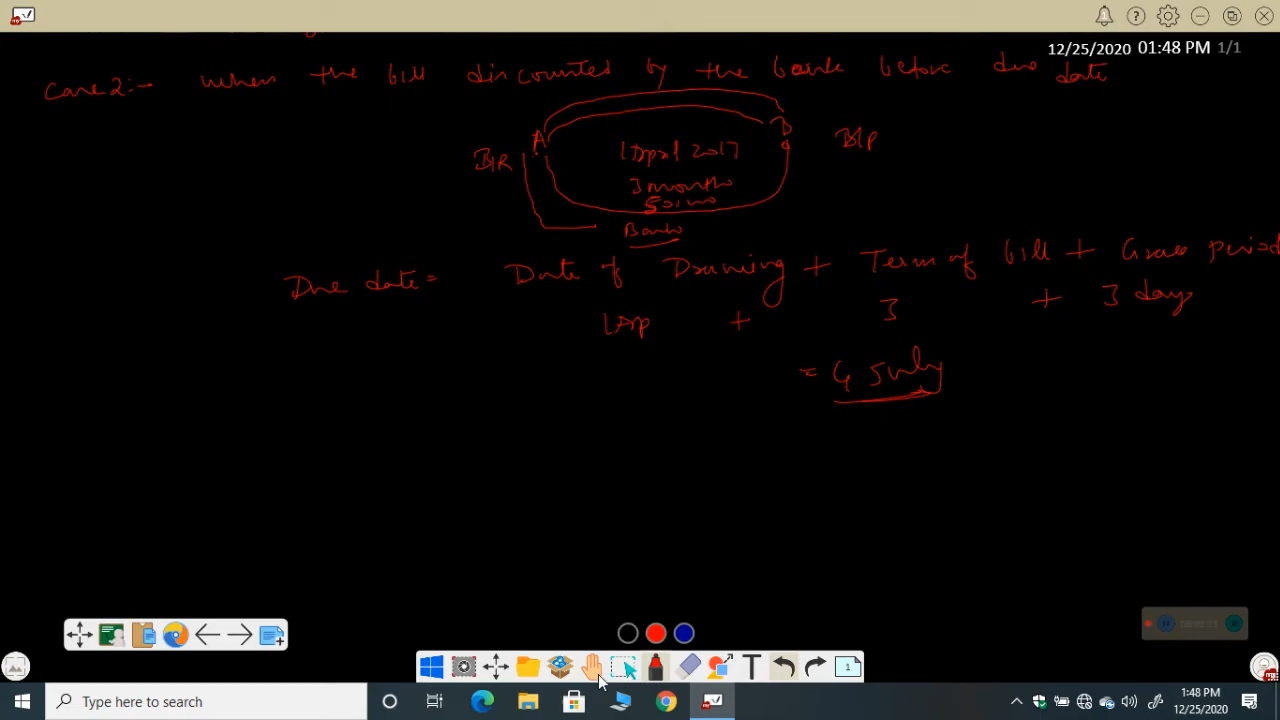 12/25/2020 01:48 PM 1/1
Case 2:- when the bill discounted by the bank before due date
A B
B/R B/P
1 April 2017
3 months
Bank
Due date = Date of Drawing + Term of bill + Grace period
1 Apr + 3 + 3 days
= 4 July
T
1
Type here to search
1:48 PM
12/25/2020